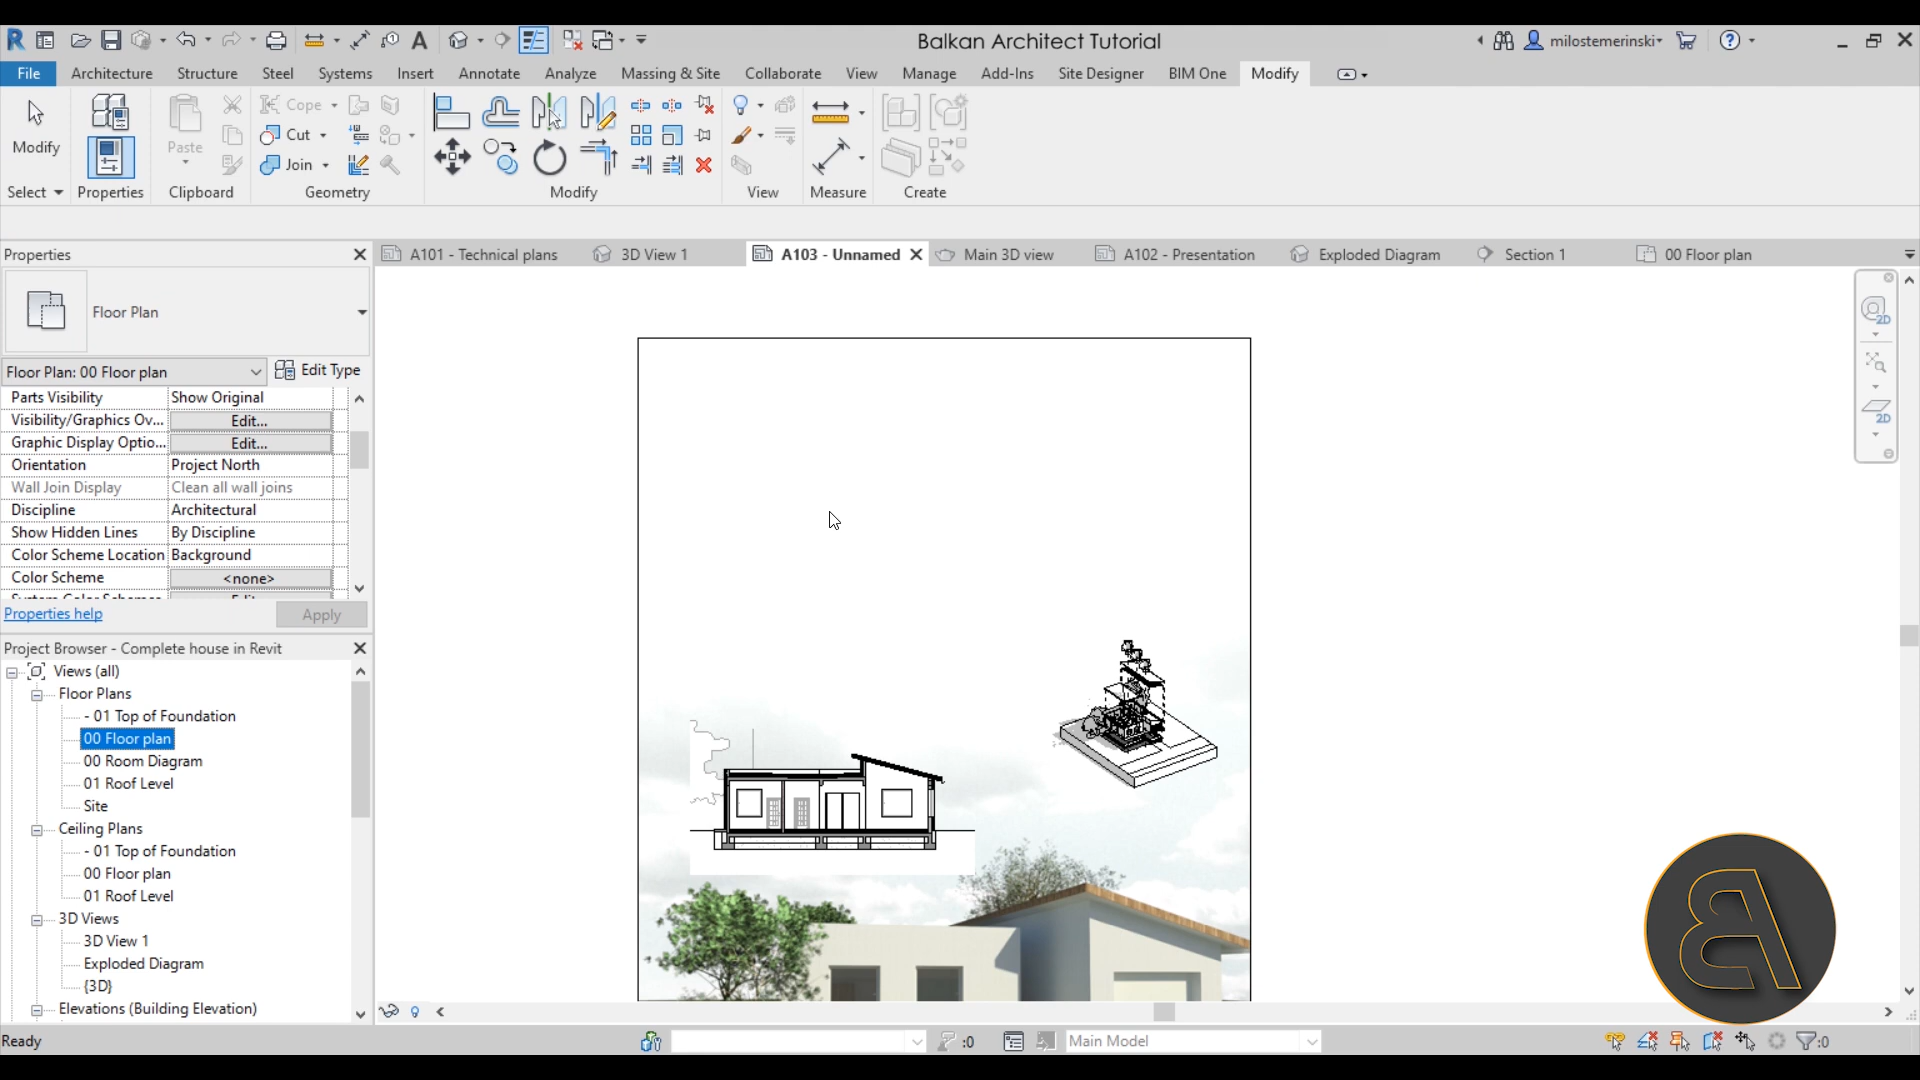 Balkan Architect Tutorial
milostemerinski
File Architecture Structure Steel Systems Insert Annotate Analyze Massing & Site Collaborate View Manage Add-Ins Site Designer BIM One Modify
Modify
Paste
Cope
Cut
Join
Select Properties Clipboard Geometry Modify View Measure Create
Properties
A101 - Technical plans 3D View 1 A103 - Unnamed Main 3D view A102 - Presentation Exploded Diagram Section 1 00 Floor plan
Floor Plan
Floor Plan: 00 Floor plan Edit Type
Parts Visibility Show Original
Visibility/Graphics Ov... Edit...
Graphic Display Optio... Edit...
Orientation Project North
Wall Join Display Clean all wall joins
Discipline Architectural
Show Hidden Lines By Discipline
Color Scheme Location Background
Color Scheme <none>
Properties help Apply
Project Browser - Complete house in Revit
Views (all)
Floor Plans
- 01 Top of Foundation
00 Floor plan
00 Room Diagram
01 Roof Level
Site
Ceiling Plans
- 01 Top of Foundation
00 Floor plan
01 Roof Level
3D Views
3D View 1
Exploded Diagram
{3D}
Elevations (Building Elevation)
2D
2D
Ready :0 Main Model :0